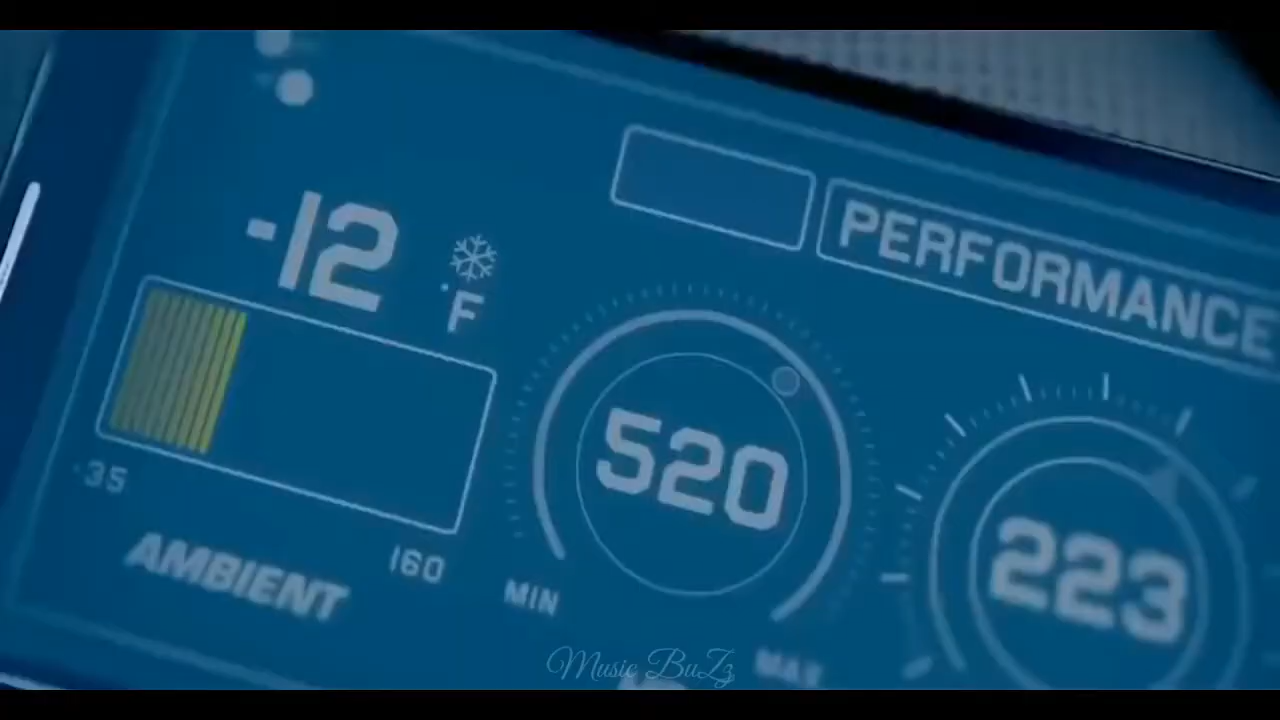 PERFORMANCE
-12
°F
520
223
-35
160
AMBIENT
MIN
MAX
Music BuZz